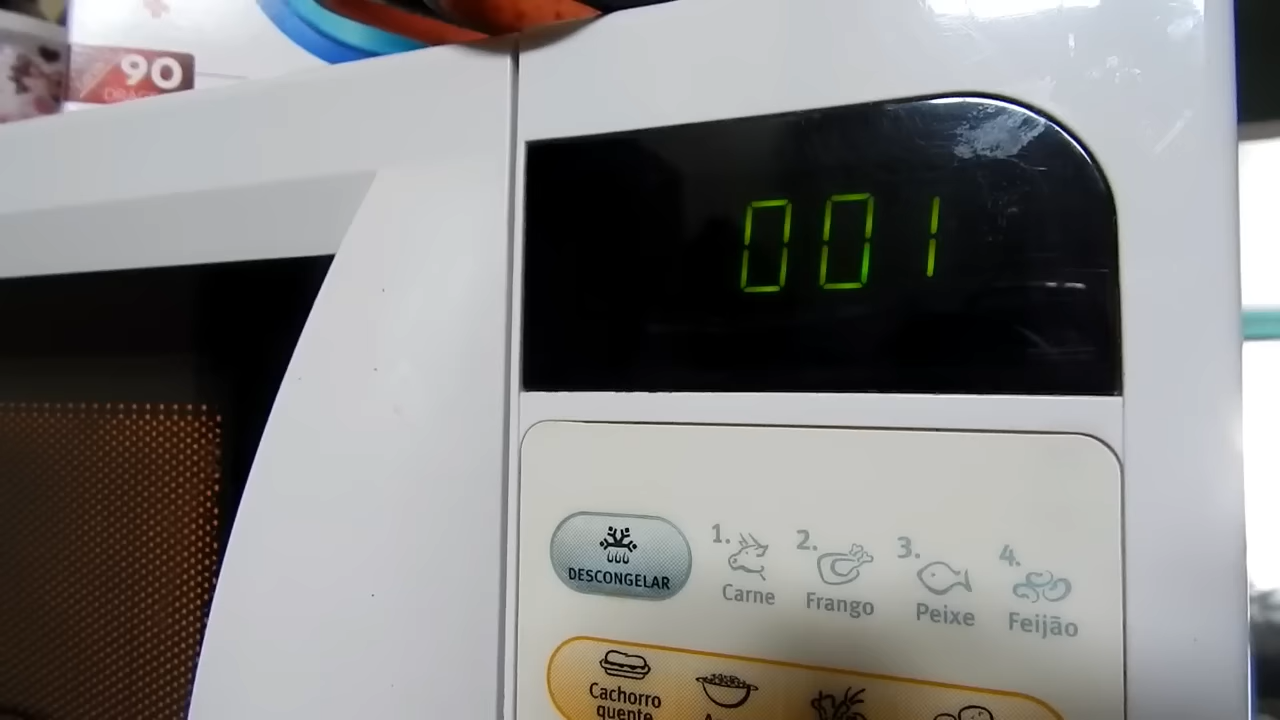 90
001
DESCONGELAR
1.
Carne
2.
Frango
3.
Peixe
4.
Feijão
Cachorro
quente